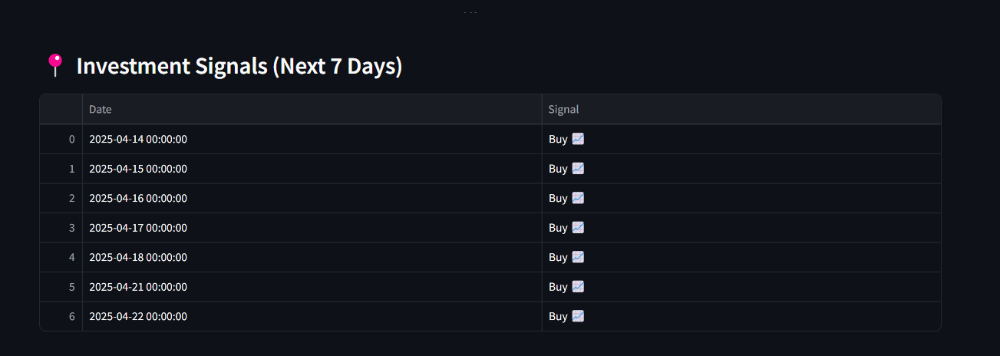 📍 Investment Signals (Next 7 Days)
Date Signal
0 2025-04-14 00:00:00 Buy 📈
1 2025-04-15 00:00:00 Buy 📈
2 2025-04-16 00:00:00 Buy 📈
3 2025-04-17 00:00:00 Buy 📈
4 2025-04-18 00:00:00 Buy 📈
5 2025-04-21 00:00:00 Buy 📈
6 2025-04-22 00:00:00 Buy 📈